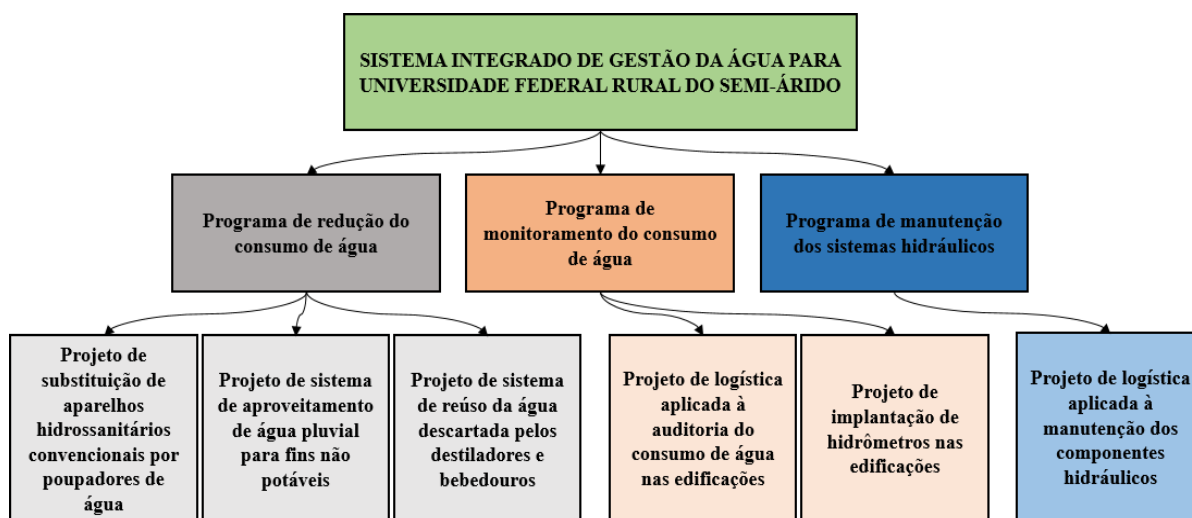 SISTEMA INTEGRADO DE GESTÃO DA ÁGUA PARA
UNIVERSIDADE FEDERAL RURAL DO SEMI-ÁRIDO
Programa de redução do
consumo de água
Programa de
monitoramento do consumo
de água
Programa de manutenção
dos sistemas hidráulicos
Projeto de
substituição de
aparelhos
hidrossanitários
convencionais por
poupadores de
água
Projeto de sistema
de aproveitamento
de água pluvial
para fins não
potáveis
Projeto de sistema
de reúso da água
descartada pelos
destiladores e
bebedouros
Projeto de logística
aplicada à
auditoria do
consumo de água
nas edificações
Projeto de
implantação de
hidrômetros nas
edificações
Projeto de logística
aplicada à
manutenção dos
componentes
hidráulicos